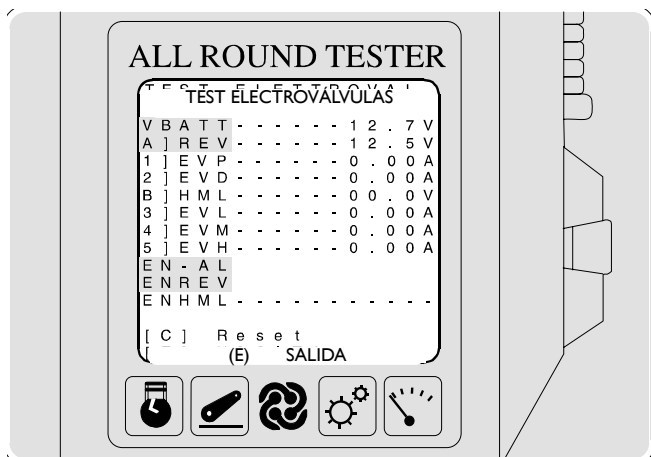 ALL ROUND TESTER
TEST ELECTROVÁLVULAS
VBATT------12.7V
A]REV------12.5V
1]EVP------0.00A
2]EVD------0.00A
B]HML------00.0V
3]EVL------0.00A
4]EVM------0.00A
5]EVH------0.00A
EN-AL
ENREV
ENHML-----------
[C] Reset
(E) SALIDA